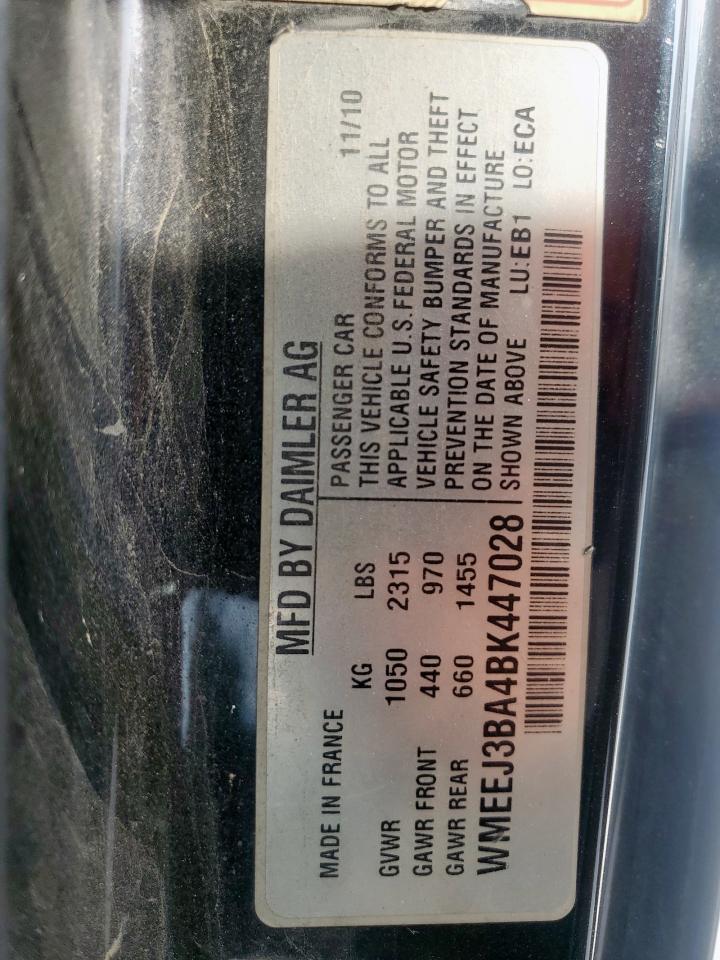 MFD BY DAIMLER AG
MADE IN FRANCE
KG LBS
GVWR 1050 2315
GAWR FRONT 440 970
GAWR REAR 660 1455
PASSENGER CAR 11/10
THIS VEHICLE CONFORMS TO ALL
APPLICABLE U.S. FEDERAL MOTOR
VEHICLE SAFETY BUMPER AND THEFT
PREVENTION STANDARDS IN EFFECT
ON THE DATE OF MANUFACTURE
SHOWN ABOVE LU:EB1 LO:ECA
WMEEJ3BA4BK447028